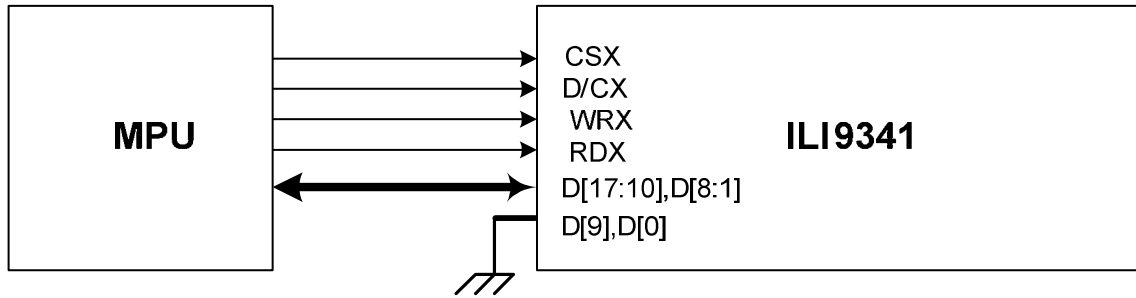 MPU
CSX
D/CX
WRX
RDX
D[17:10],D[8:1]
D[9],D[0]
ILI9341